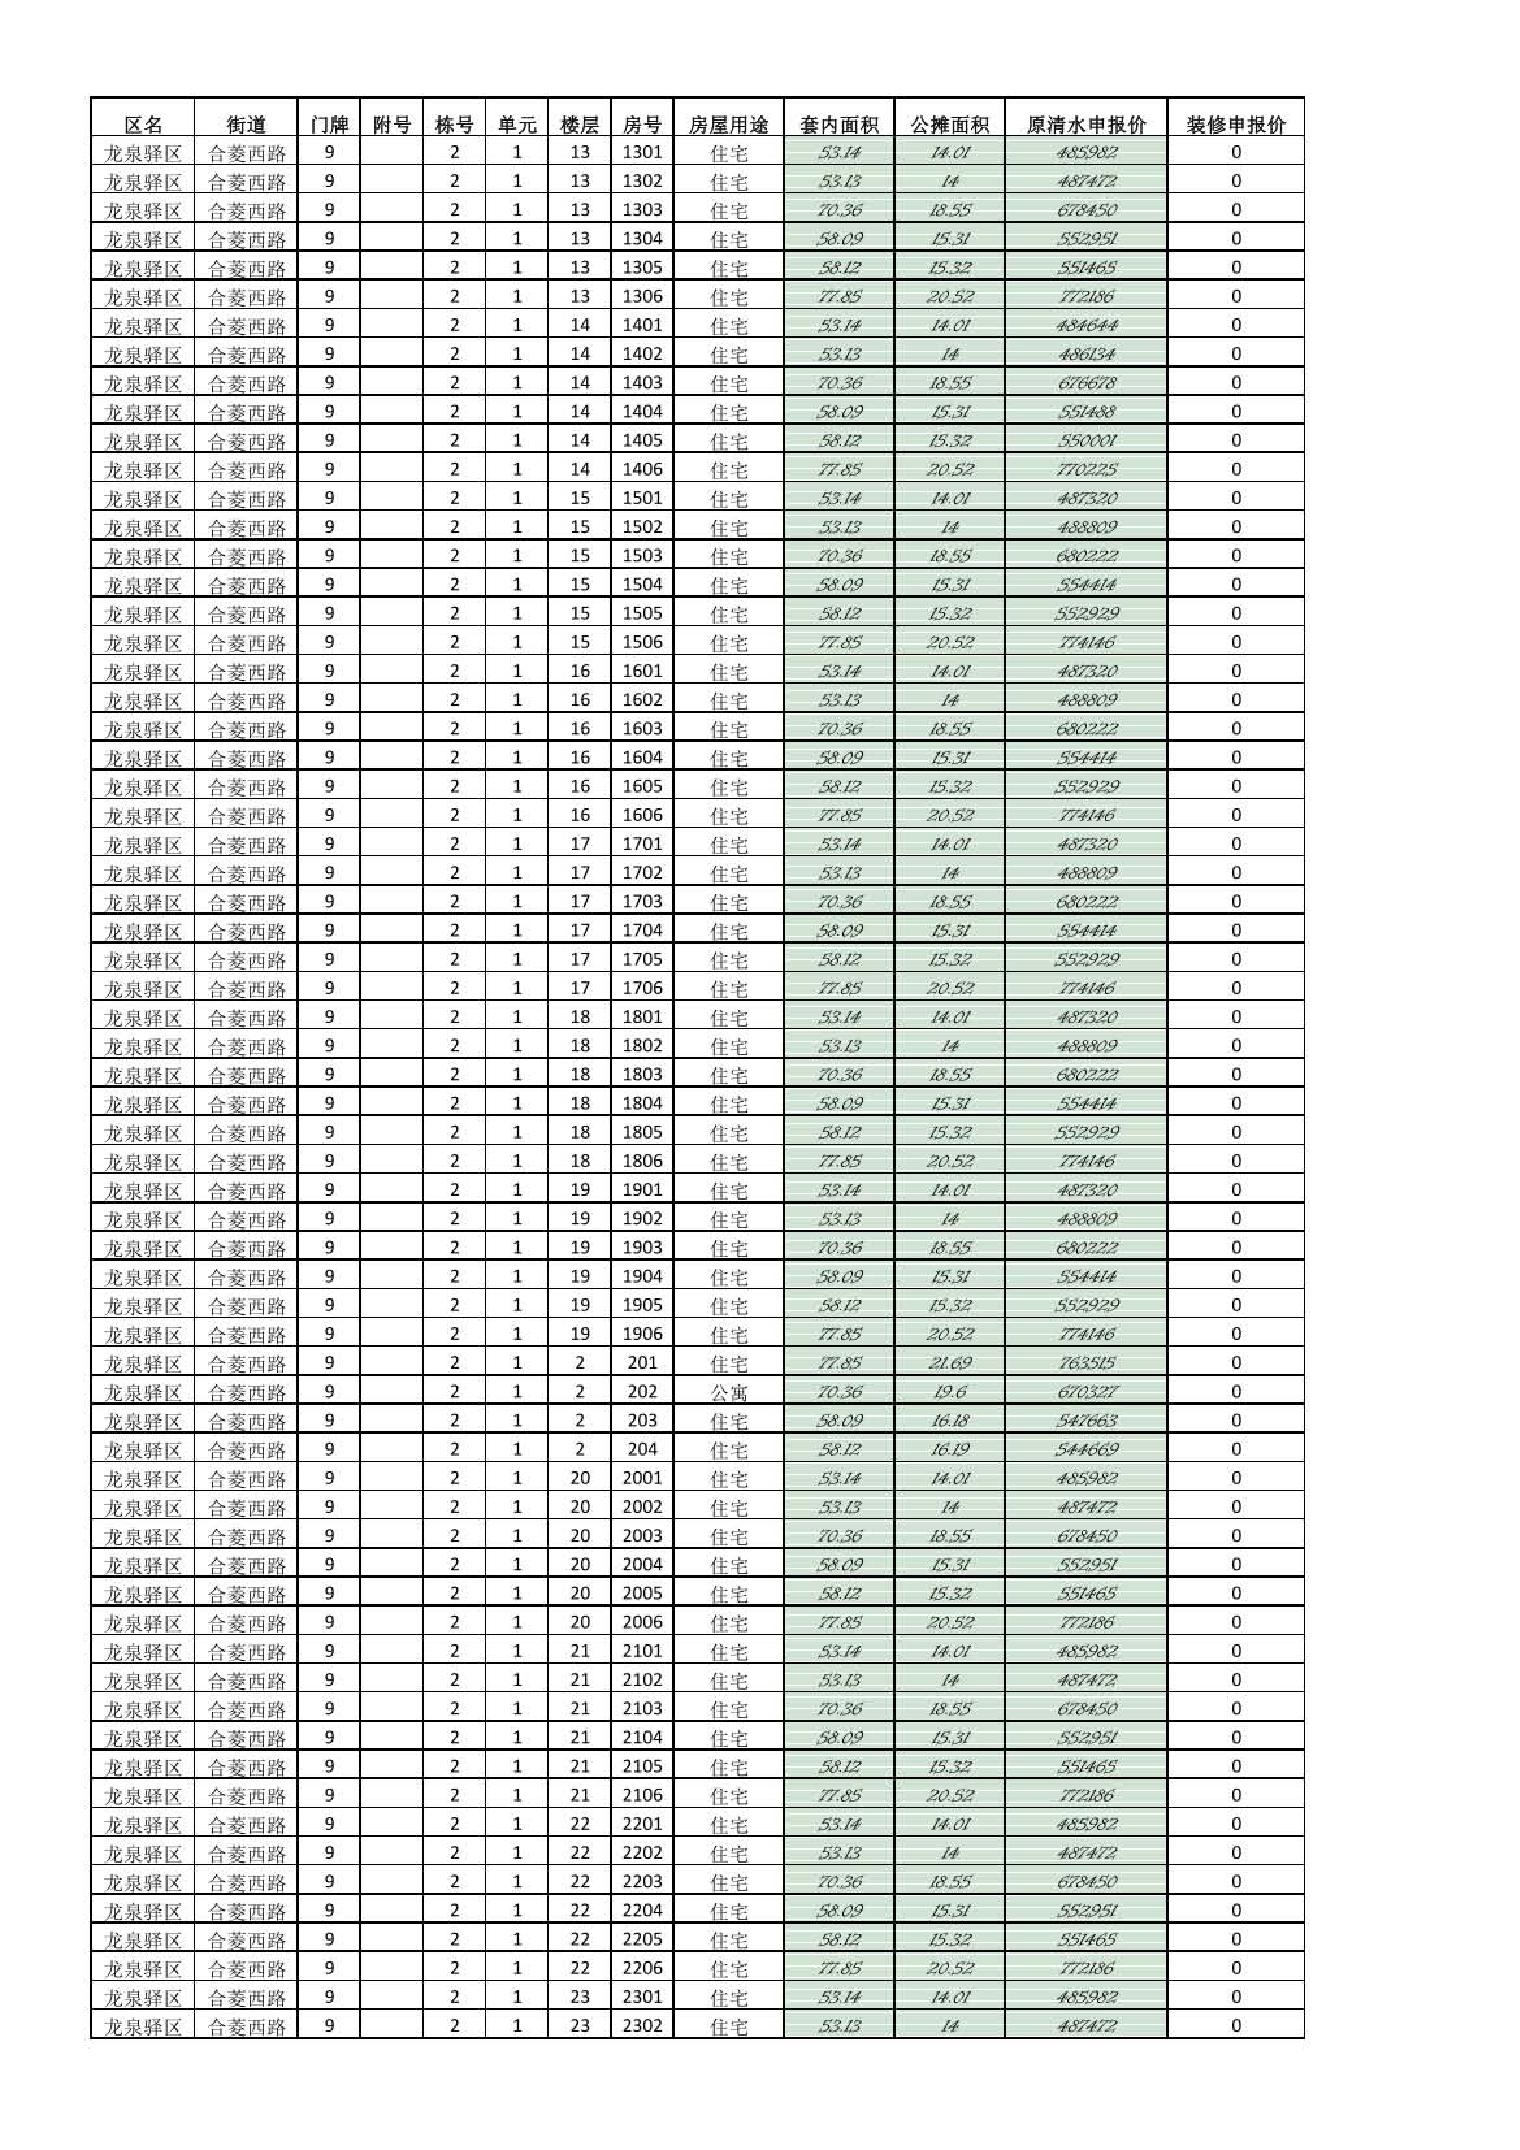 区名 街道 门牌 附号 栋号 单元 楼层 房号 房屋用途 套内面积 公摊面积 原清水申报价 装修申报价
龙泉驿区 合菱西路 9 2 1 13 1301 住宅 53.14 14.01 485982 0
龙泉驿区 合菱西路 9 2 1 13 1302 住宅 53.13 14 487472 0
龙泉驿区 合菱西路 9 2 1 13 1303 住宅 70.36 18.55 678450 0
龙泉驿区 合菱西路 9 2 1 13 1304 住宅 58.09 15.31 552951 0
龙泉驿区 合菱西路 9 2 1 13 1305 住宅 58.12 15.32 551465 0
龙泉驿区 合菱西路 9 2 1 13 1306 住宅 77.85 20.52 772186 0
龙泉驿区 合菱西路 9 2 1 14 1401 住宅 53.14 14.01 484644 0
龙泉驿区 合菱西路 9 2 1 14 1402 住宅 53.13 14 486134 0
龙泉驿区 合菱西路 9 2 1 14 1403 住宅 70.36 18.55 676678 0
龙泉驿区 合菱西路 9 2 1 14 1404 住宅 58.09 15.31 551488 0
龙泉驿区 合菱西路 9 2 1 14 1405 住宅 58.12 15.32 550001 0
龙泉驿区 合菱西路 9 2 1 14 1406 住宅 77.85 20.52 770225 0
龙泉驿区 合菱西路 9 2 1 15 1501 住宅 53.14 14.01 487320 0
龙泉驿区 合菱西路 9 2 1 15 1502 住宅 53.13 14 488809 0
龙泉驿区 合菱西路 9 2 1 15 1503 住宅 70.36 18.55 680222 0
龙泉驿区 合菱西路 9 2 1 15 1504 住宅 58.09 15.31 554414 0
龙泉驿区 合菱西路 9 2 1 15 1505 住宅 58.12 15.32 552929 0
龙泉驿区 合菱西路 9 2 1 15 1506 住宅 77.85 20.52 774146 0
龙泉驿区 合菱西路 9 2 1 16 1601 住宅 53.14 14.01 487320 0
龙泉驿区 合菱西路 9 2 1 16 1602 住宅 53.13 14 488809 0
龙泉驿区 合菱西路 9 2 1 16 1603 住宅 70.36 18.55 680222 0
龙泉驿区 合菱西路 9 2 1 16 1604 住宅 58.09 15.31 554414 0
龙泉驿区 合菱西路 9 2 1 16 1605 住宅 58.12 15.32 552929 0
龙泉驿区 合菱西路 9 2 1 16 1606 住宅 77.85 20.52 774146 0
龙泉驿区 合菱西路 9 2 1 17 1701 住宅 53.14 14.01 487320 0
龙泉驿区 合菱西路 9 2 1 17 1702 住宅 53.13 14 488809 0
龙泉驿区 合菱西路 9 2 1 17 1703 住宅 70.36 18.55 680222 0
龙泉驿区 合菱西路 9 2 1 17 1704 住宅 58.09 15.31 554414 0
龙泉驿区 合菱西路 9 2 1 17 1705 住宅 58.12 15.32 552929 0
龙泉驿区 合菱西路 9 2 1 17 1706 住宅 77.85 20.52 774146 0
龙泉驿区 合菱西路 9 2 1 18 1801 住宅 53.14 14.01 487320 0
龙泉驿区 合菱西路 9 2 1 18 1802 住宅 53.13 14 488809 0
龙泉驿区 合菱西路 9 2 1 18 1803 住宅 70.36 18.55 680222 0
龙泉驿区 合菱西路 9 2 1 18 1804 住宅 58.09 15.31 554414 0
龙泉驿区 合菱西路 9 2 1 18 1805 住宅 58.12 15.32 552929 0
龙泉驿区 合菱西路 9 2 1 18 1806 住宅 77.85 20.52 774146 0
龙泉驿区 合菱西路 9 2 1 19 1901 住宅 53.14 14.01 487320 0
龙泉驿区 合菱西路 9 2 1 19 1902 住宅 53.13 14 488809 0
龙泉驿区 合菱西路 9 2 1 19 1903 住宅 70.36 18.55 680222 0
龙泉驿区 合菱西路 9 2 1 19 1904 住宅 58.09 15.31 554414 0
龙泉驿区 合菱西路 9 2 1 19 1905 住宅 58.12 15.32 552929 0
龙泉驿区 合菱西路 9 2 1 19 1906 住宅 77.85 20.52 774146 0
龙泉驿区 合菱西路 9 2 1 2 201 住宅 77.85 21.69 763515 0
龙泉驿区 合菱西路 9 2 1 2 202 公寓 70.36 19.6 670327 0
龙泉驿区 合菱西路 9 2 1 2 203 住宅 58.09 16.18 547663 0
龙泉驿区 合菱西路 9 2 1 2 204 住宅 58.12 16.19 544669 0
龙泉驿区 合菱西路 9 2 1 20 2001 住宅 53.14 14.01 485982 0
龙泉驿区 合菱西路 9 2 1 20 2002 住宅 53.13 14 487472 0
龙泉驿区 合菱西路 9 2 1 20 2003 住宅 70.36 18.55 678450 0
龙泉驿区 合菱西路 9 2 1 20 2004 住宅 58.09 15.31 552951 0
龙泉驿区 合菱西路 9 2 1 20 2005 住宅 58.12 15.32 551465 0
龙泉驿区 合菱西路 9 2 1 20 2006 住宅 77.85 20.52 772186 0
龙泉驿区 合菱西路 9 2 1 21 2101 住宅 53.14 14.01 485982 0
龙泉驿区 合菱西路 9 2 1 21 2102 住宅 53.13 14 487472 0
龙泉驿区 合菱西路 9 2 1 21 2103 住宅 70.36 18.55 678450 0
龙泉驿区 合菱西路 9 2 1 21 2104 住宅 58.09 15.31 552951 0
龙泉驿区 合菱西路 9 2 1 21 2105 住宅 58.12 15.32 551465 0
龙泉驿区 合菱西路 9 2 1 21 2106 住宅 77.85 20.52 772186 0
龙泉驿区 合菱西路 9 2 1 22 2201 住宅 53.14 14.01 485982 0
龙泉驿区 合菱西路 9 2 1 22 2202 住宅 53.13 14 487472 0
龙泉驿区 合菱西路 9 2 1 22 2203 住宅 70.36 18.55 678450 0
龙泉驿区 合菱西路 9 2 1 22 2204 住宅 58.09 15.31 552951 0
龙泉驿区 合菱西路 9 2 1 22 2205 住宅 58.12 15.32 551465 0
龙泉驿区 合菱西路 9 2 1 22 2206 住宅 77.85 20.52 772186 0
龙泉驿区 合菱西路 9 2 1 23 2301 住宅 53.14 14.01 485982 0
龙泉驿区 合菱西路 9 2 1 23 2302 住宅 53.13 14 487472 0